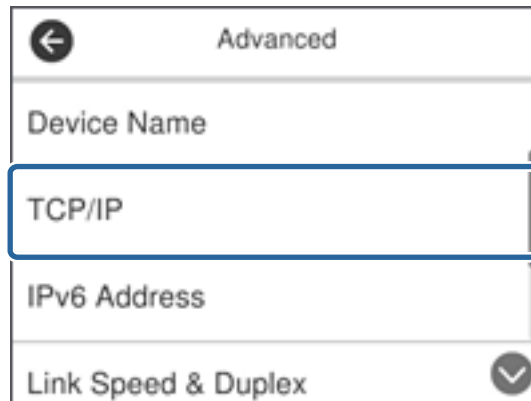 Advanced
Device Name
TCP/IP
IPv6 Address
Link Speed & Duplex